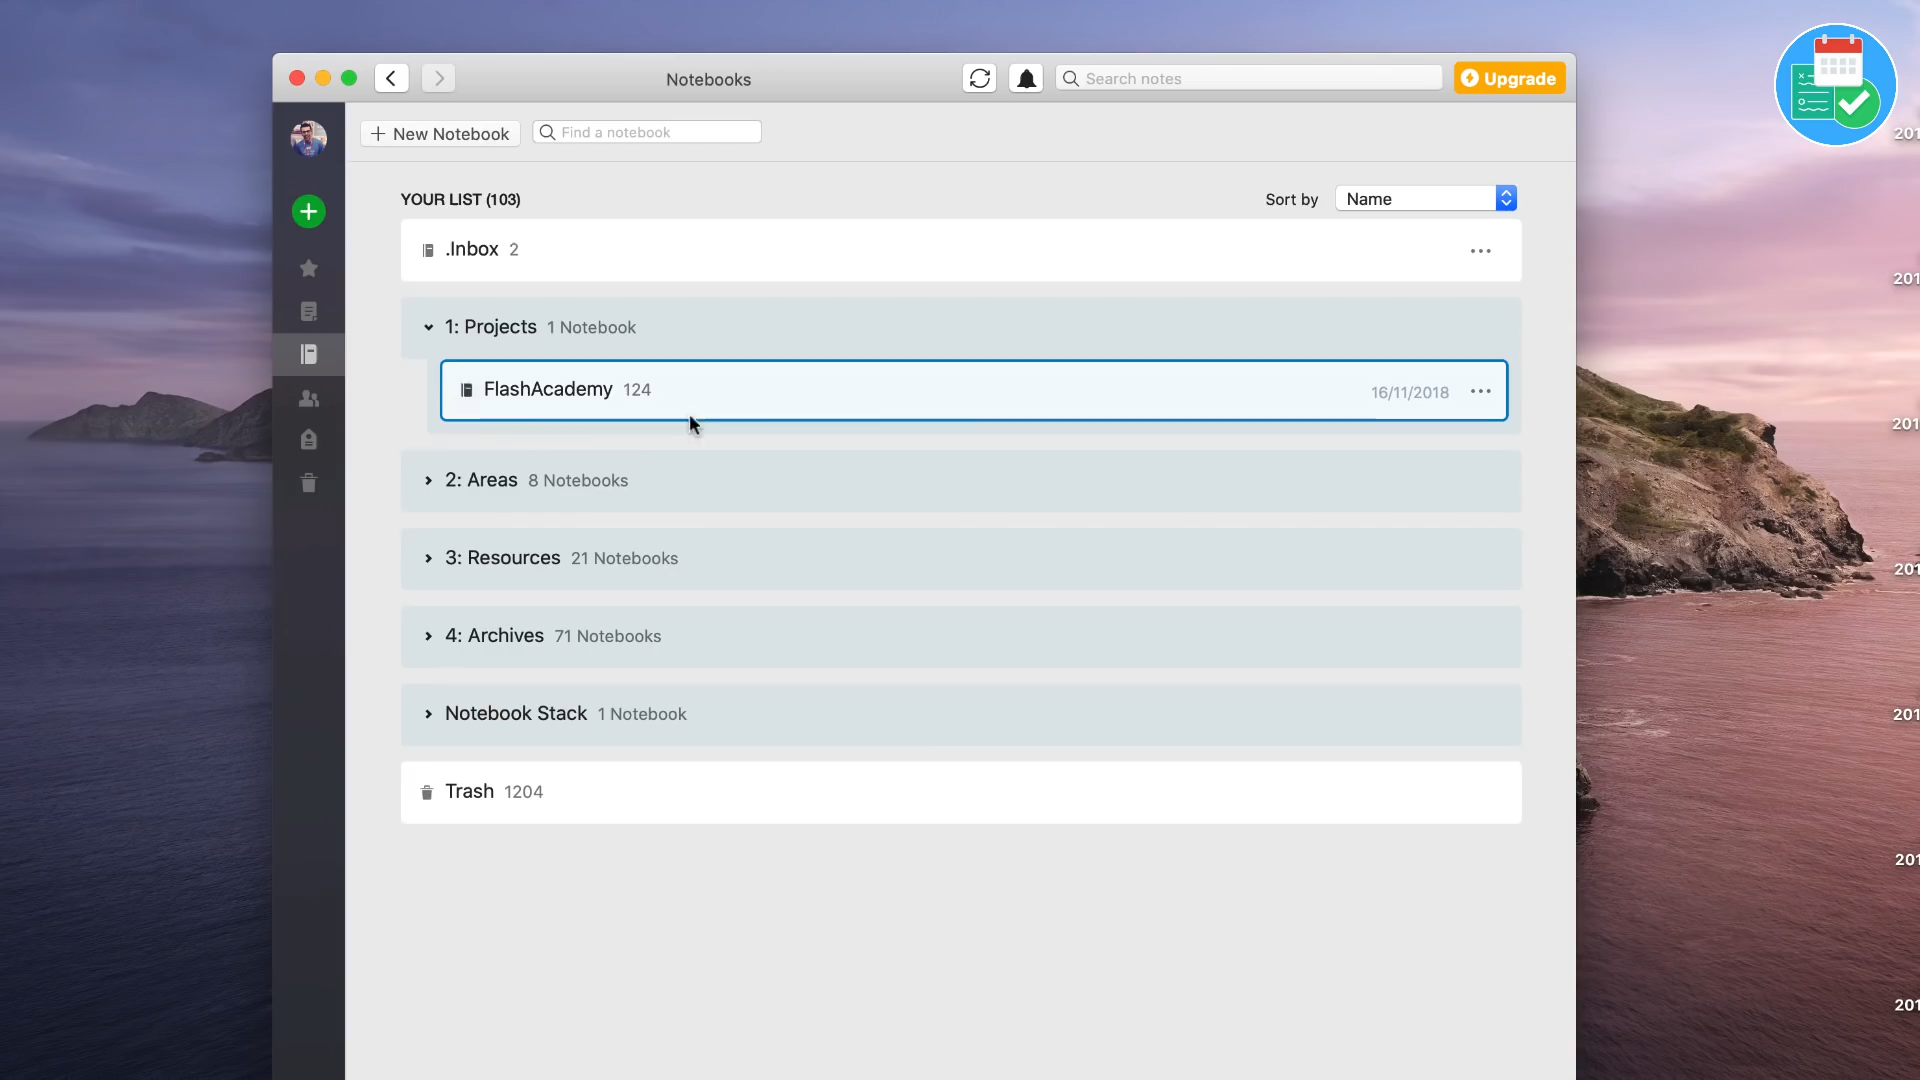 Notebooks
Search notes
Upgrade
New Notebook
Find a notebook
YOUR LIST (103)
Sort by
Name
.Inbox 2
1: Projects 1 Notebook
FlashAcademy 124
16/11/2018
2: Areas 8 Notebooks
3: Resources 21 Notebooks
4: Archives 71 Notebooks
Notebook Stack 1 Notebook
Trash 1204
201
201
201
201
201
201
201